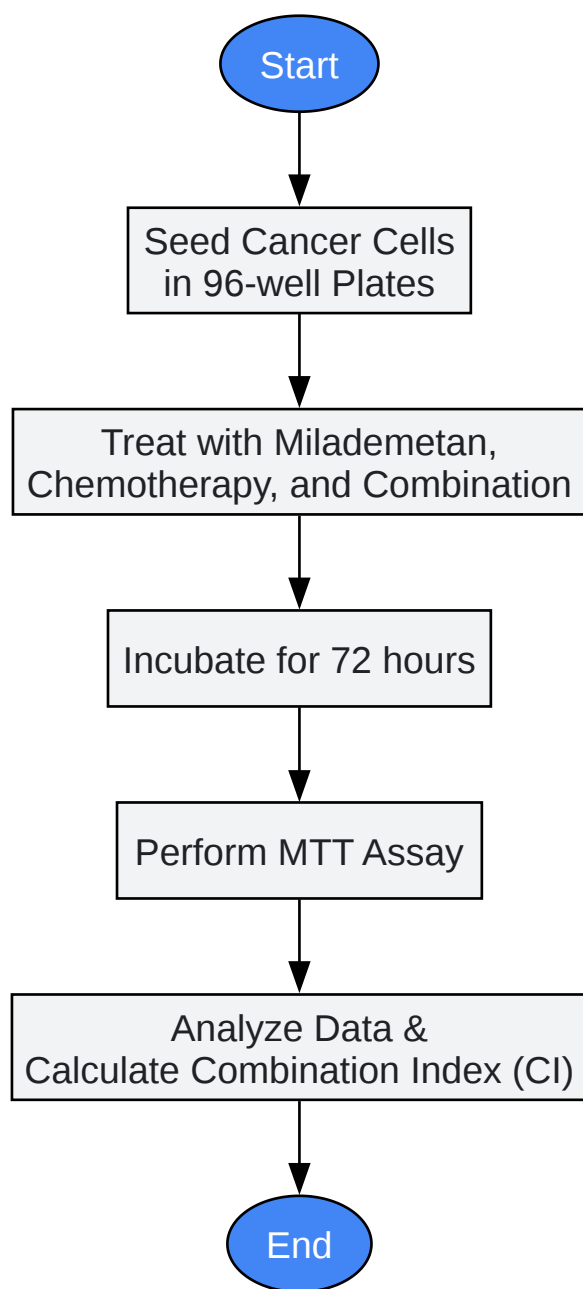 Start
Seed Cancer Cells
in 96-well Plates
Treat with Milademetan,
Chemotherapy, and Combination
Incubate for 72 hours
Perform MTT Assay
Analyze Data &
Calculate Combination Index (CI)
End